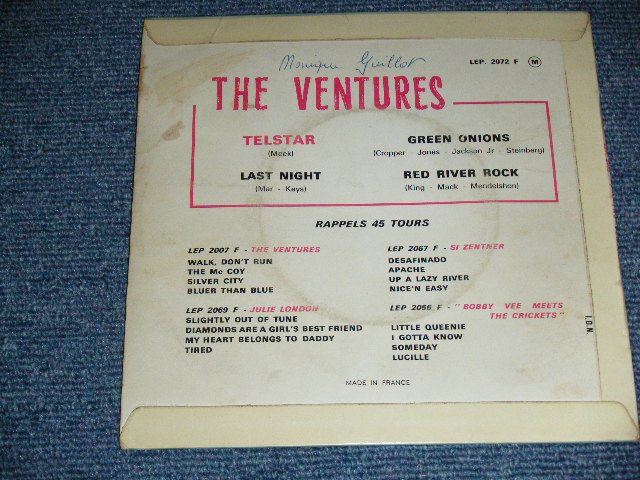 Monique Guillot
LEP. 2072 F M
THE VENTURES
TELSTAR
(Meek)
GREEN ONIONS
(Cropper - Jones - Jackson Jr - Steinberg)
LAST NIGHT
(Mar - Keys)
RED RIVER ROCK
(King - Mack - Mendelshon)
RAPPELS 45 TOURS
LEP 2007 F - THE VENTURES
WALK, DON'T RUN
THE Mc COY
SILVER CITY
BLUER THAN BLUE
LEP 2067 F - SI ZENTNER
DESAFINADO
APACHE
UP A LAZY RIVER
NICE'N EASY
LEP 2069 F - JULIE LONDON
SLIGHTLY OUT OF TUNE
DIAMONDS ARE A GIRL'S BEST FRIEND
MY HEART BELONGS TO DADDY
TIRED
LEP 2056 F - "BOBBY VEE MEETS
THE CRICKETS"
LITTLE QUEENIE
I GOTTA KNOW
SOMEDAY
LUCILLE
I.D.N.
MADE IN FRANCE